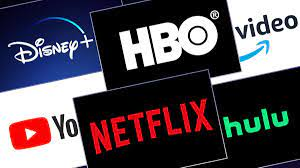 Disney+
HBO®
video
Yo
NETFLIX
hulu